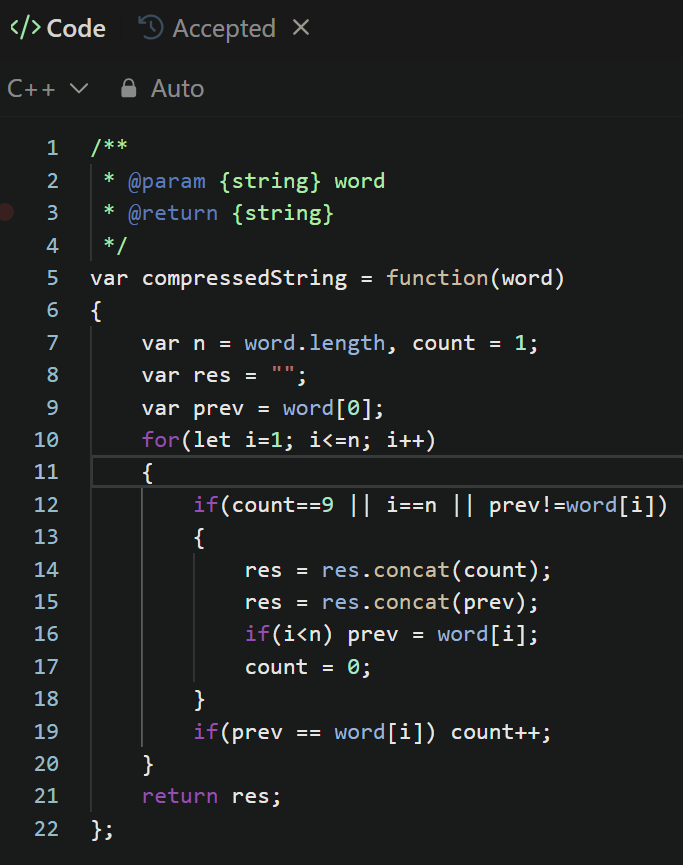 </> Code Accepted ×
C++ Auto
1 /**
2  * @param {string} word
3  * @return {string}
4  */
5 var compressedString = function(word)
6 {
7     var n = word.length, count = 1;
8     var res = "";
9     var prev = word[0];
10     for(let i=1; i<=n; i++)
11     {
12         if(count==9 || i==n || prev!=word[i])
13         {
14             res = res.concat(count);
15             res = res.concat(prev);
16             if(i<n) prev = word[i];
17             count = 0;
18         }
19         if(prev == word[i]) count++;
20     }
21     return res;
22 };